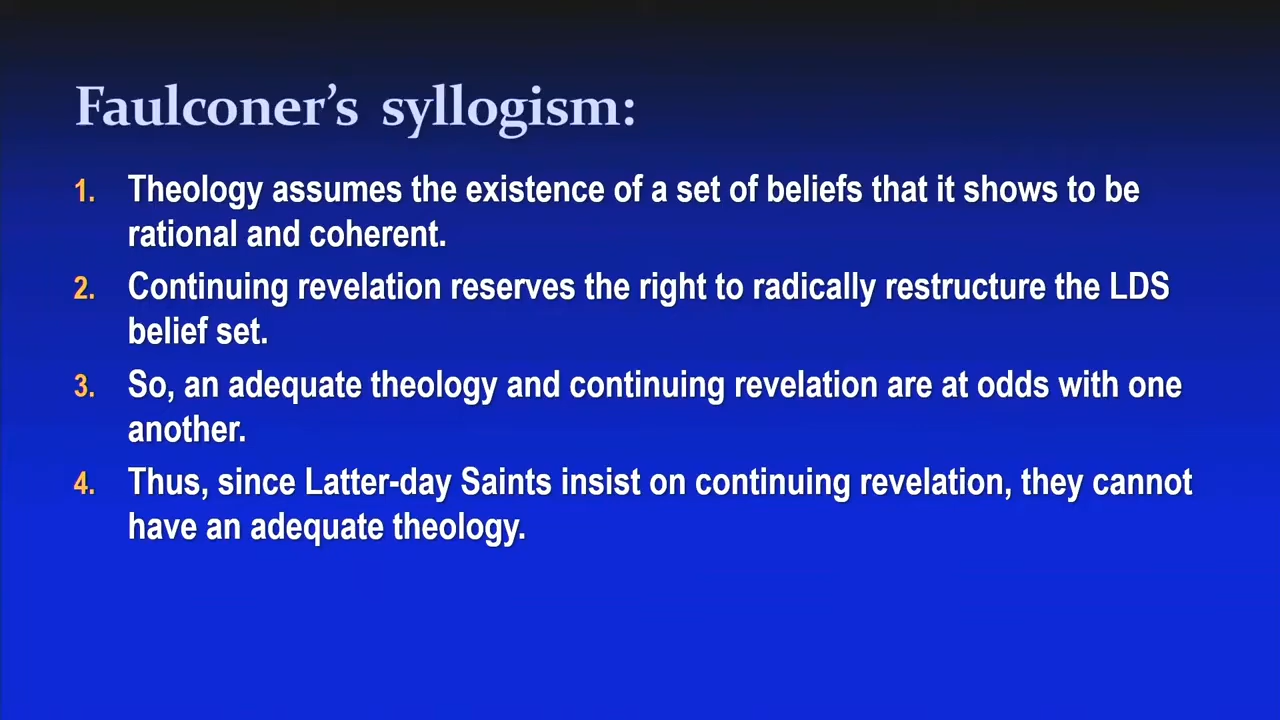 Faulconer’s syllogism:
1. Theology assumes the existence of a set of beliefs that it shows to be
rational and coherent.
2. Continuing revelation reserves the right to radically restructure the LDS
belief set.
3. So, an adequate theology and continuing revelation are at odds with one
another.
4. Thus, since Latter-day Saints insist on continuing revelation, they cannot
have an adequate theology.